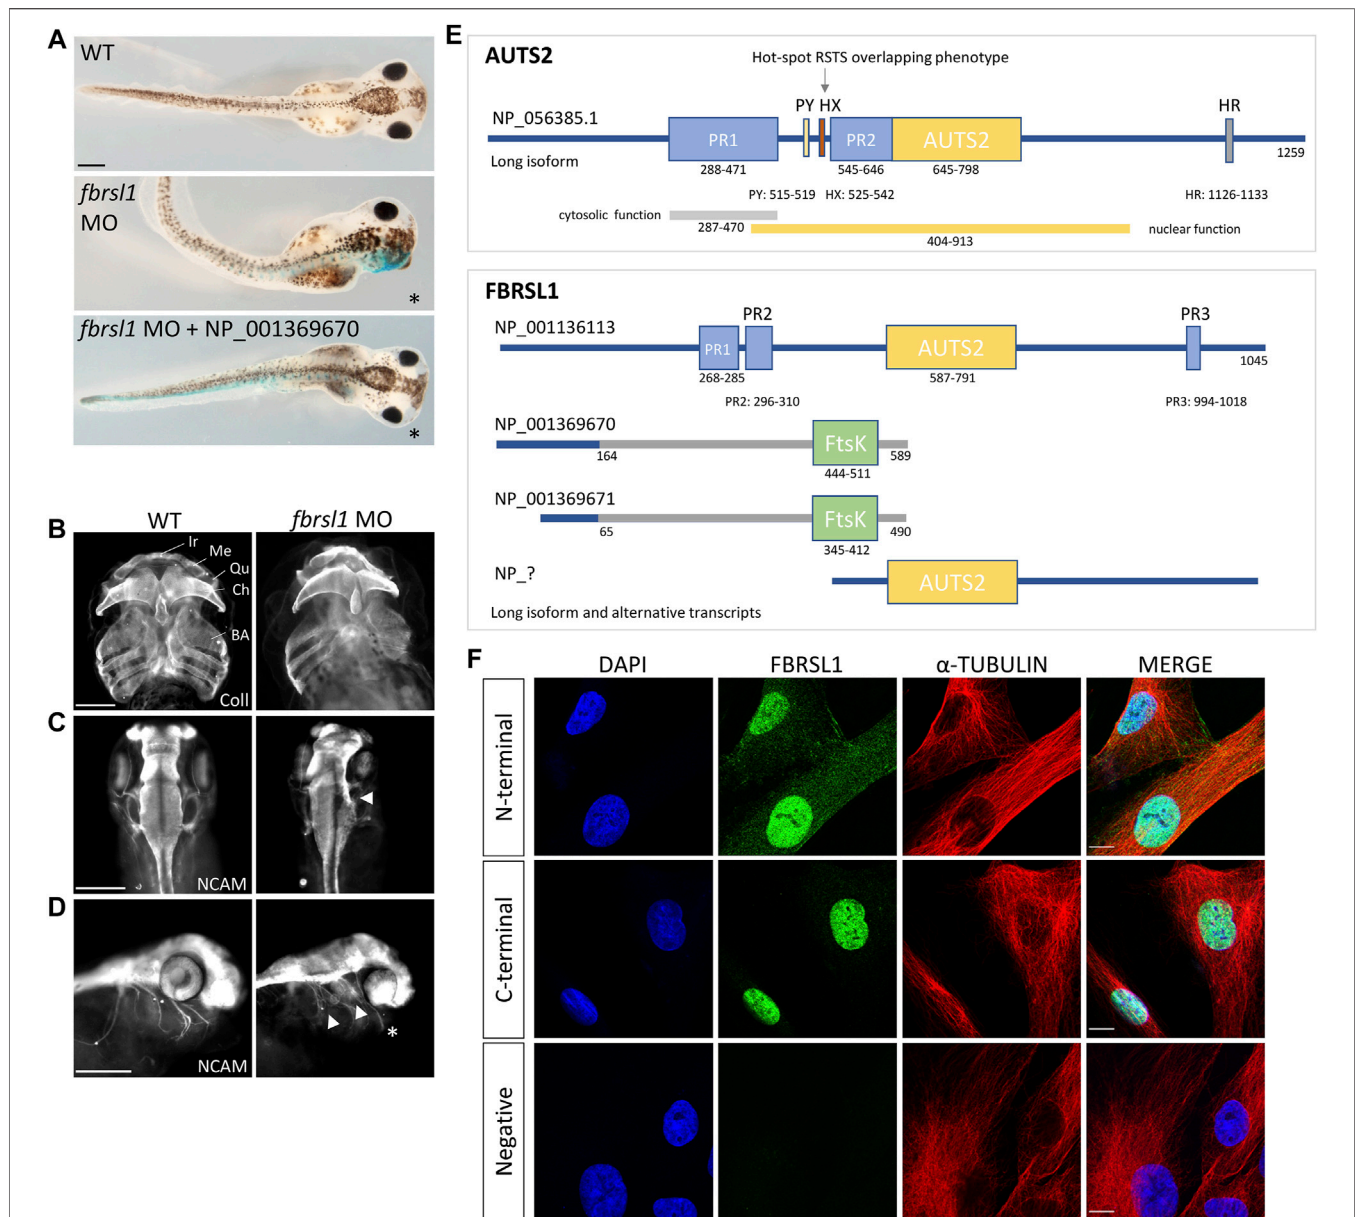 A
WT
fbrsl1
MO
*
fbrsl1 MO + NP_001369670
*
B
WT
fbrsl1 MO
Ir
Me
Qu
Ch
BA
Coll
C
NCAM
D
NCAM
*
E
AUTS2
Hot-spot RSTS overlapping phenotype
PY HX
HR
NP_056385.1
PR1
PR2
AUTS2
1259
Long isoform
288-471
545-646
645-798
PY: 515-519
HX: 525-542
HR: 1126-1133
cytosolic function
287-470
404-913
nuclear function
FBRSL1
NP_001136113
PR2
PR3
PR1
AUTS2
1045
268-285
587-791
PR2: 296-310
PR3: 994-1018
NP_001369670
FtsK
164
589
444-511
NP_001369671
FtsK
65
490
345-412
NP_?
AUTS2
Long isoform and alternative transcripts
F
DAPI
FBRSL1
α-TUBULIN
MERGE
N-terminal
C-terminal
Negative